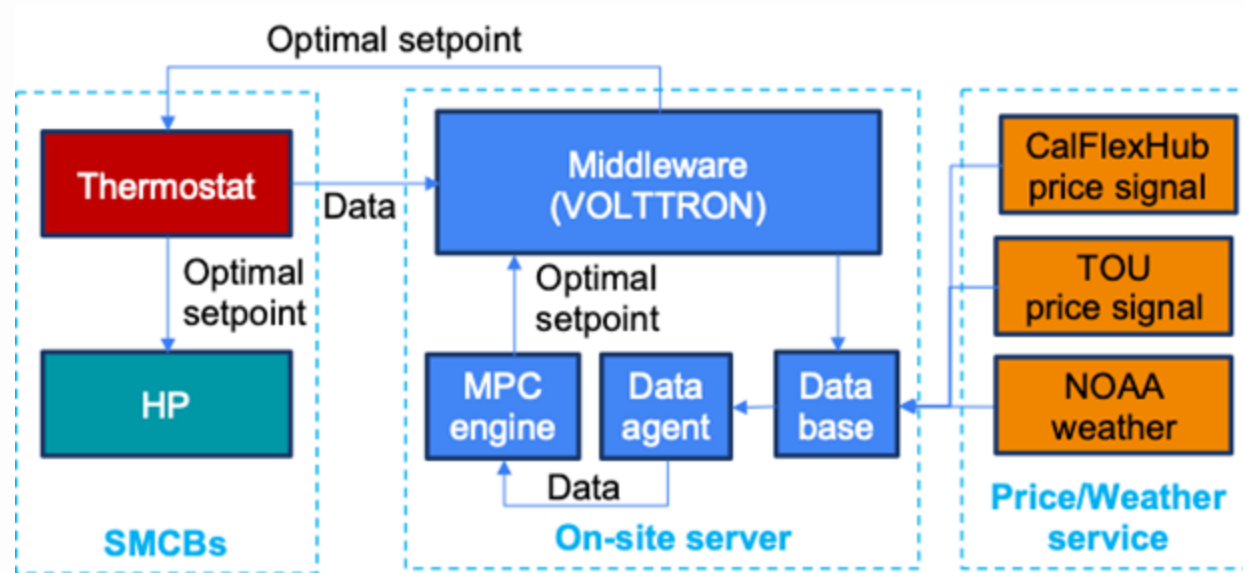 Optimal setpoint
Thermostat
Data
Optimal
setpoint
HP
SMCBs
Middleware
(VOLTTRON)
Optimal
setpoint
MPC
engine
Data
agent
Data
base
Data
On-site server
CalFlexHub
price signal
TOU
price signal
NOAA
weather
Price/Weather
service